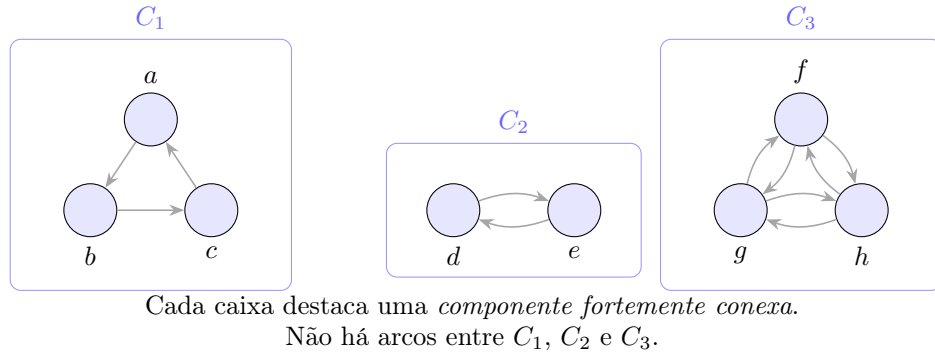 C₁
C₂
C₃
a
b
c
d
e
f
g
h
Cada caixa destaca uma componente fortemente conexa.
Não há arcos entre C₁, C₂ e C₃.